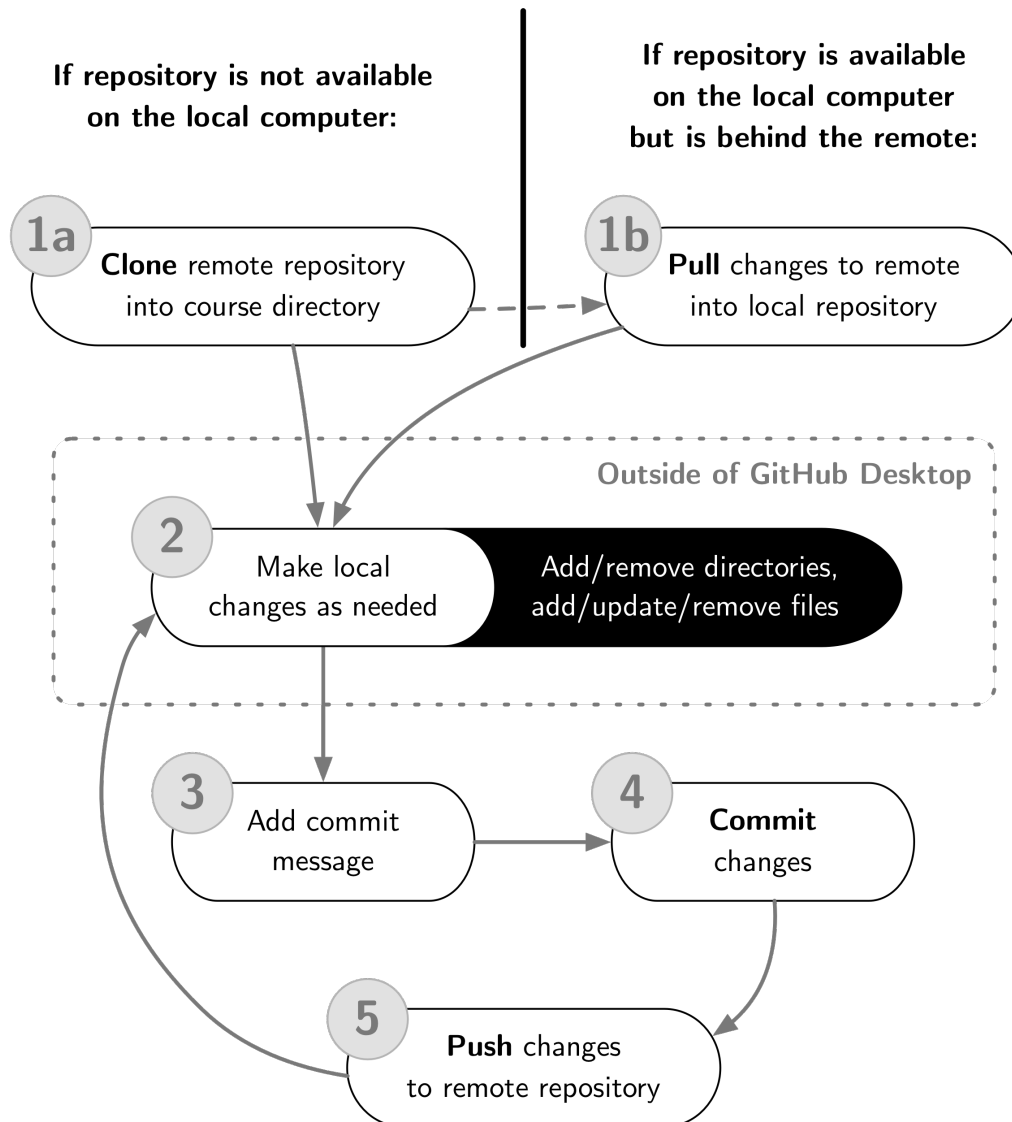 If repository is not available
on the local computer:
If repository is available
on the local computer
but is behind the remote:
1a
Clone remote repository
into course directory
1b
Pull changes to remote
into local repository
Outside of GitHub Desktop
2
Make local
changes as needed
Add/remove directories,
add/update/remove files
3
Add commit
message
4
Commit
changes
5
Push changes
to remote repository